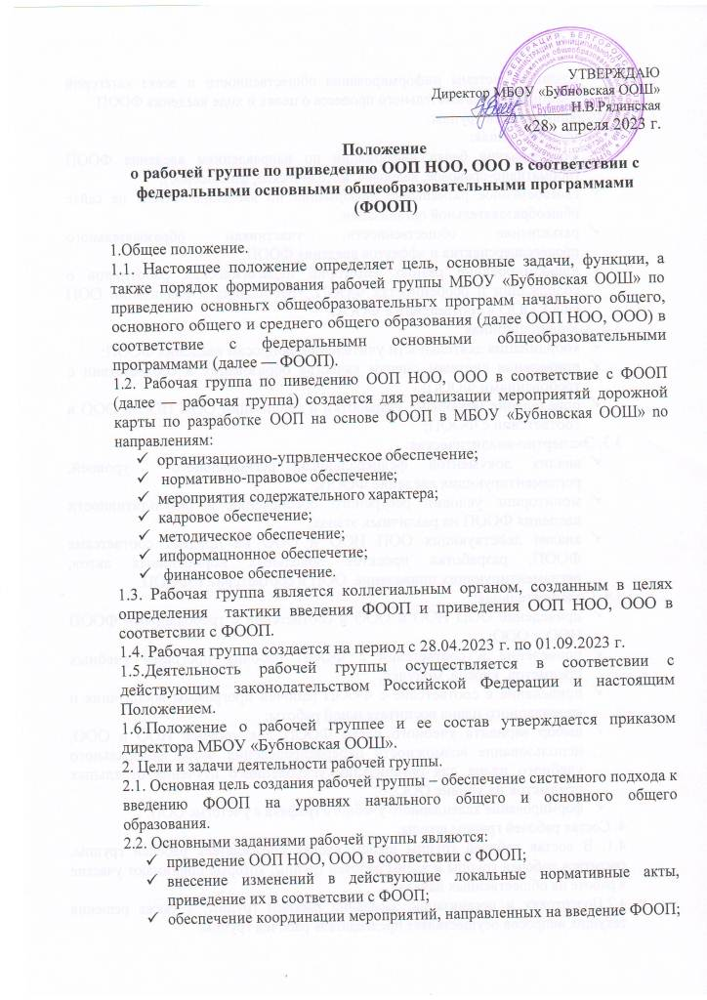 УТВЕРЖДАЮ
Директор МБОУ «Бубновская ООШ»
Н.В.Рядинская
«28» апреля 2023 г.
Положение
о рабочей группе по приведению ООП НОО, ООО в соответствии с
федеральными основными общеобразовательными программами
(ФООП)
1.Общее положение.
1.1. Настоящее положение определяет цель, основные задачи, функции, а
также порядок формирования рабочей группы МБОУ «Бубновская ООШ» по
приведению основньгх общеобразовательньгх программ начального общего,
основного общего и среднего общего образования (далее ООП НОО, ООО) в
соответствие с федеральными основными общеобразовательными
программами (далее — ФООП).
1.2. Рабочая группа по пиведению ООП НОО, ООО в соответствие с ФООП
(далее — рабочая группа) создается дяя реализации мероприятяй дорожной
карты по разработке ООП на основе ФООП в МБОУ «Бубновская ООШ» no
направлениям:
✓ организациоино-упрвленческое обеспечение;
✓ нормативно-правовое обеспечение;
✓ мероприятия содержательного характера;
✓ кадровое обеспечение;
✓ методическое обеспечение;
✓ информацнонное обеспечетие;
✓ финансовое обеспечение.
1.3. Рабочая группа является коллегиальным органом, созданным в целях
определения тактики введения ФООП и приведения ООП НОО, ООО в
соответсвии с ФООП.
1.4. Рабочая группа создается на период с 28.04.2023 г. по 01.09.2023 г.
1.5.Деятельность рабочей группы осуществляется в соответсвии с
действующим законодательством Российской Федерации и настоящим
Положением.
1.6.Положение о рабочей группее и ее состав утверждается приказом
директора МБОУ «Бубновская ООШ».
2. Цели и задачи деятельности рабочей группы.
2.1. Основная цель создания рабочей группы – обеспечение системного подхода к
введению ФООП на уровнях начального общего и основного общего
образования.
2.2. Основными заданиями рабочей группы являются:
✓ приведение ООП НОО, ООО в соответсвии с ФООП;
✓ внесение изменений в действующие локальные нормативные акты,
приведение их в соответсвии с ФООП;
✓ обеспечение координации мероприятий, направленных на введение ФООП;